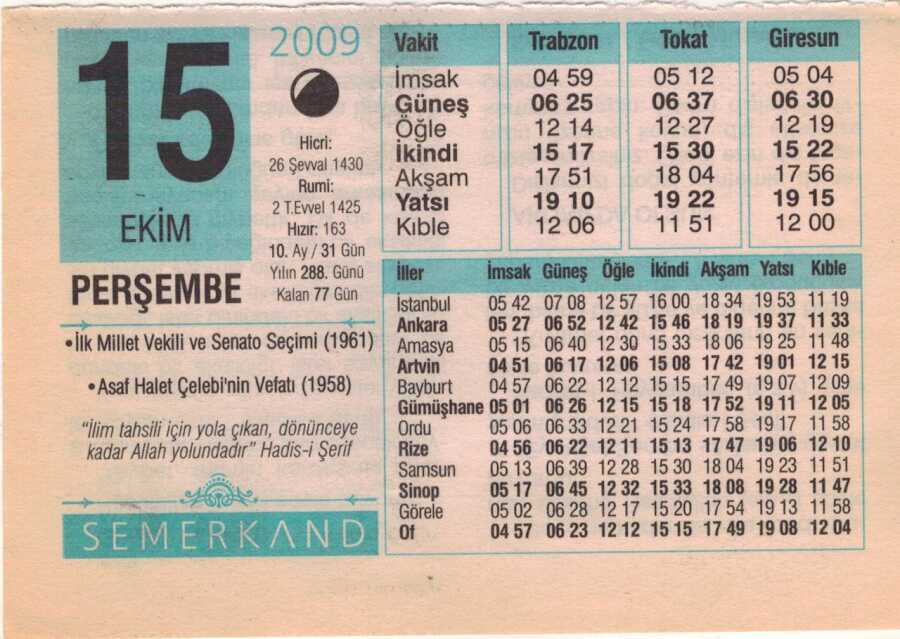 15
EKİM
PERŞEMBE
2009
Hicri:
26 Şevval 1430
Rumi:
2 T.Evvel 1425
Hızır: 163
10. Ay / 31 Gün
Yılın 288. Günü
Kalan 77 Gün
•İlk Millet Vekili ve Senato Seçimi (1961)
•Asaf Halet Çelebi'nin Vefatı (1958)
“İlim tahsili için yola çıkan, dönünceye
kadar Allah yolundadır” Hadis-i Şerif
SEMERKAND
Vakit Trabzon Tokat Giresun
İmsak 04 59 05 12 05 04
Güneş 06 25 06 37 06 30
Öğle 12 14 12 27 12 19
İkindi 15 17 15 30 15 22
Akşam 17 51 18 04 17 56
Yatsı 19 10 19 22 19 15
Kıble 12 06 11 51 12 00
İller İmsak Güneş Öğle İkindi Akşam Yatsı Kıble
İstanbul 05 42 07 08 12 57 16 00 18 34 19 53 11 19
Ankara 05 27 06 52 12 42 15 46 18 19 19 37 11 33
Amasya 05 15 06 40 12 30 15 33 18 06 19 25 11 48
Artvin 04 51 06 17 12 06 15 08 17 42 19 01 12 15
Bayburt 04 57 06 22 12 12 15 15 17 49 19 07 12 09
Gümüşhane 05 01 06 26 12 15 15 18 17 52 19 11 12 05
Ordu 05 06 06 33 12 21 15 24 17 58 19 17 11 58
Rize 04 56 06 22 12 11 15 13 17 47 19 06 12 10
Samsun 05 13 06 39 12 28 15 30 18 04 19 23 11 51
Sinop 05 17 06 45 12 32 15 33 18 08 19 28 11 47
Görele 05 02 06 28 12 17 15 20 17 54 19 13 11 58
Of 04 57 06 23 12 12 15 15 17 49 19 08 12 04